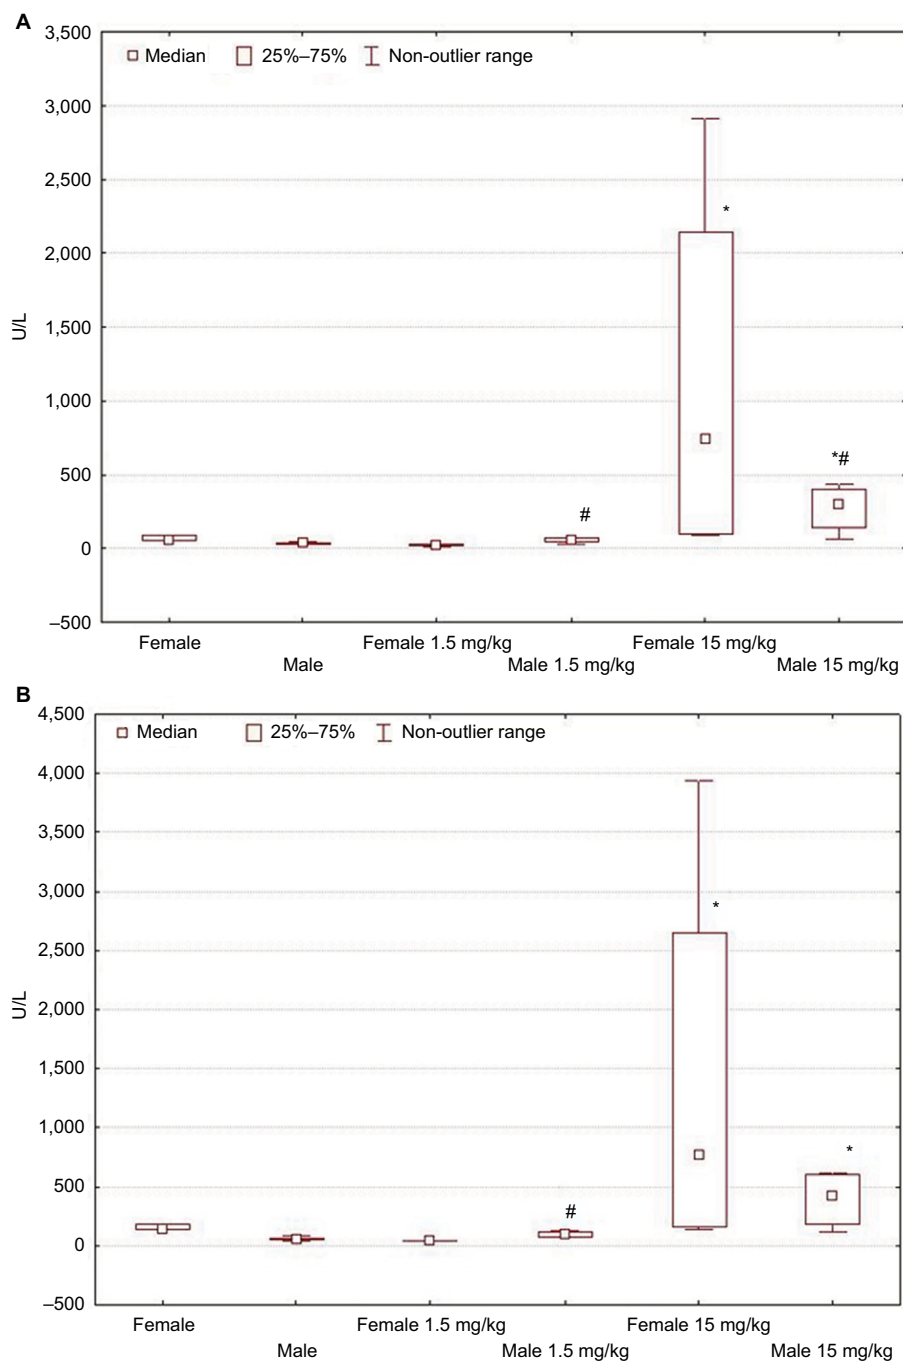 A
3,500
Median 25%–75% Non-outlier range
3,000
2,500
*
2,000
1,500
U/L
1,000
*#
500
#
0
–500
Female Female 1.5 mg/kg Female 15 mg/kg
Male Male 1.5 mg/kg Male 15 mg/kg
B
4,500
Median 25%–75% Non-outlier range
4,000
3,500
3,000
*
2,500
2,000
U/L
1,500
1,000
*
500
#
0
–500
Female Female 1.5 mg/kg Female 15 mg/kg
Male Male 1.5 mg/kg Male 15 mg/kg